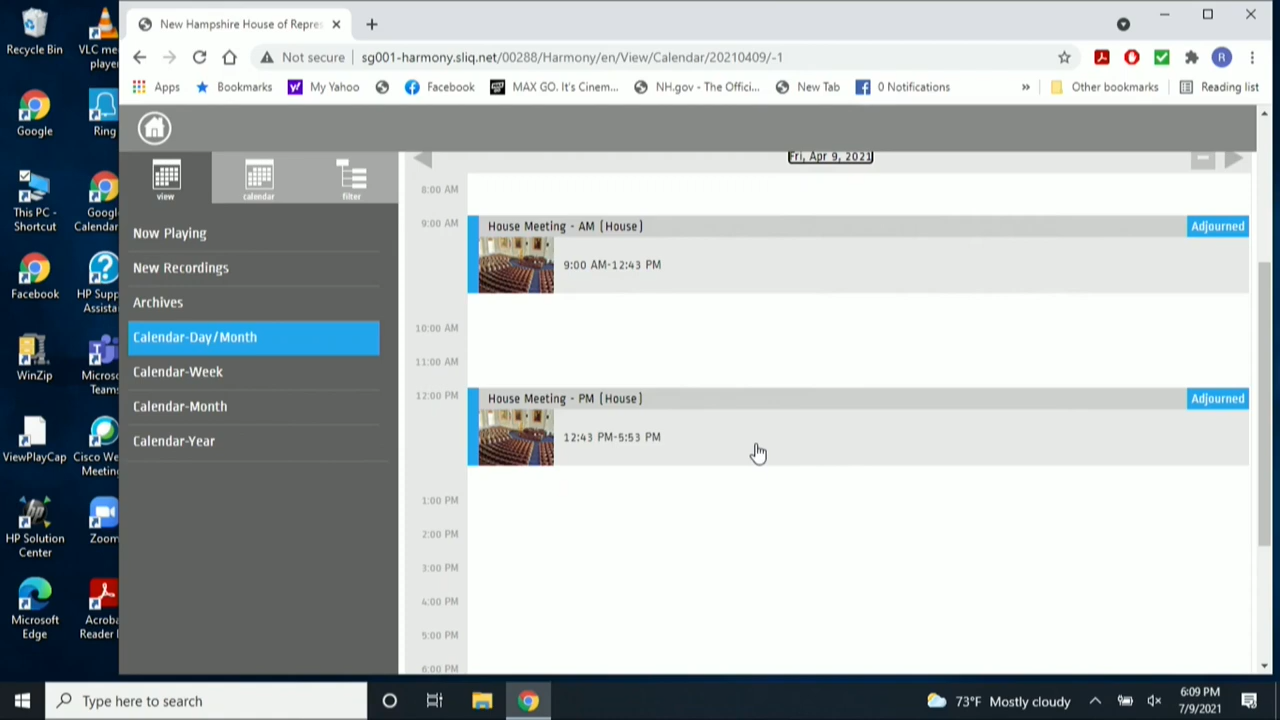 Recycle Bin
VLC me
player
Google
Ring
This PC -
Shortcut
Googl
Calendar
Facebook
HP Supp
Assista
WinZip
Micros
Teams
ViewPlayCap
Cisco We
Meeting
HP Solution
Center
Zoom
Microsoft
Edge
Acroba
Reader
New Hampshire House of Repres
Not secure
sg001-harmony.sliq.net/00288/Harmony/en/View/Calendar/20210409/-1
R
Apps
Bookmarks
My Yahoo
Facebook
MAX GO. It's Cinem...
NH.gov - The Offici...
New Tab
0 Notifications
»
Other bookmarks
Reading list
view
calendar
filter
Now Playing
New Recordings
Archives
Calendar-Day/Month
Calendar-Week
Calendar-Month
Calendar-Year
Fri, Apr 9, 2021
8:00 AM
9:00 AM
House Meeting - AM (House)
Adjourned
9:00 AM-12:43 PM
10:00 AM
11:00 AM
12:00 PM
House Meeting - PM (House)
Adjourned
12:43 PM-5:53 PM
1:00 PM
2:00 PM
3:00 PM
4:00 PM
5:00 PM
6:00 PM
Type here to search
73°F Mostly cloudy
6:09 PM
7/9/2021